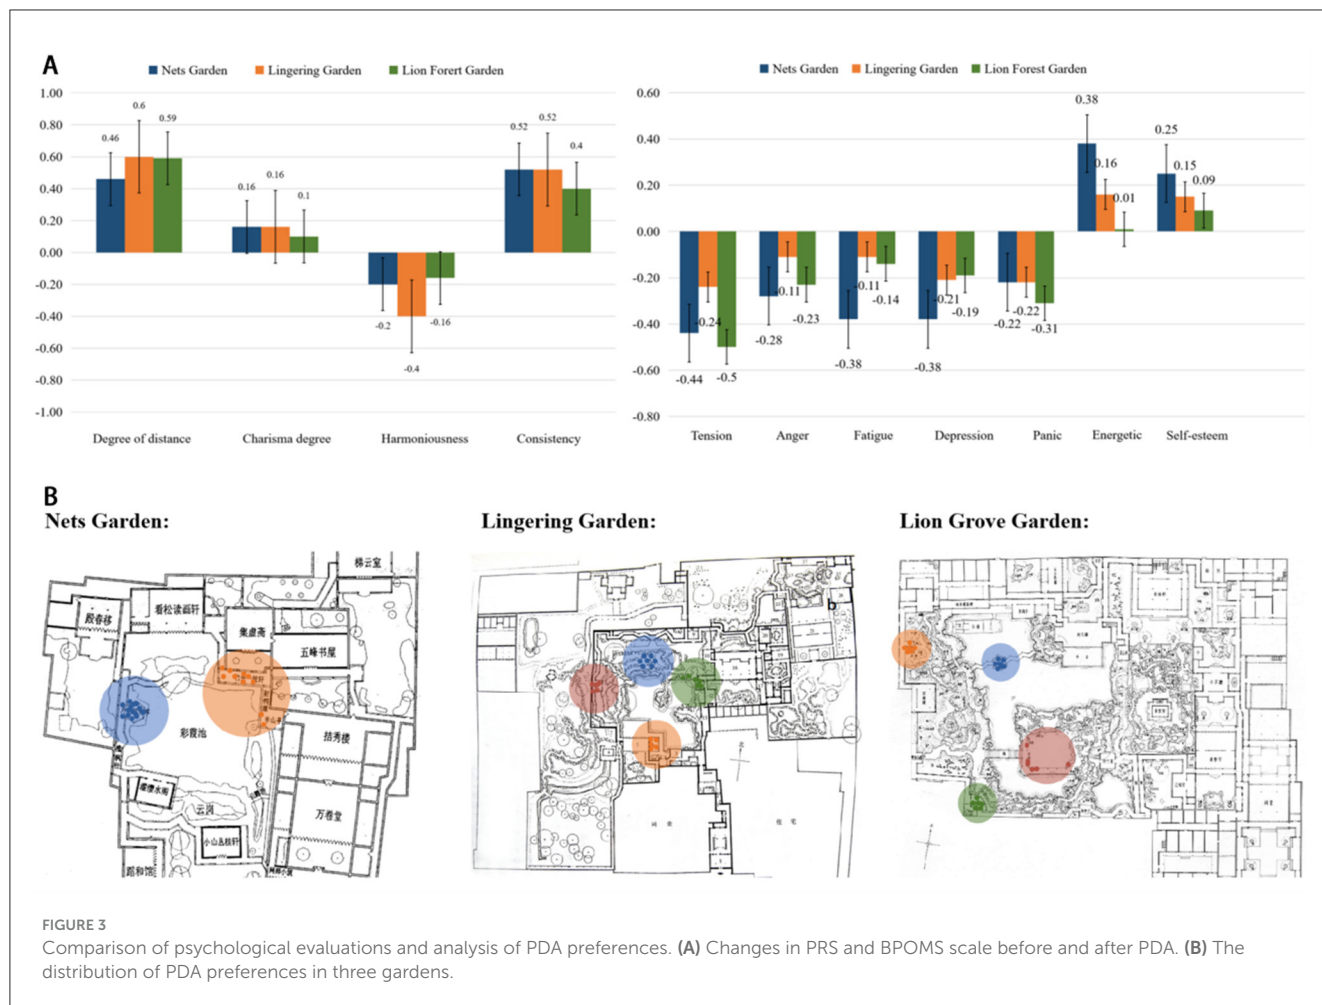 A
Nets Garden Lingering Garden Lion Forert Garden
1.00
0.80
0.60
0.40
0.20
0.00
-0.20
-0.40
-0.60
-0.80
-1.00
0.46 0.6 0.59
0.16 0.16 0.1
-0.2 -0.4 -0.16
0.52 0.52 0.4
Degree of distance Charisma degree Harmoniousness Consistency
Nets Garden Lingering Garden Lion Forest Garden
0.60
0.40
0.20
0.00
-0.20
-0.40
-0.60
-0.80
-0.44 -0.24 -0.5
-0.28 -0.11 -0.23
-0.38 -0.11 -0.14
-0.38 -0.21 -0.19
-0.22 -0.22 -0.31
0.38 0.16 0.01
0.25 0.15 0.09
Tension Anger Fatigue Depression Panic Energetic Self-esteem
B
Nets Garden:
梯云室
看松读画轩
殿春移
集虚斋
五峰书屋
彩霞池
撷秀楼
云岗
万卷堂
小山丛桂轩
蹈和馆
Lingering Garden:
住 宅
Lion Grove Garden:
FIGURE 3
Comparison of psychological evaluations and analysis of PDA preferences. (A) Changes in PRS and BPOMS scale before and after PDA. (B) The
distribution of PDA preferences in three gardens.